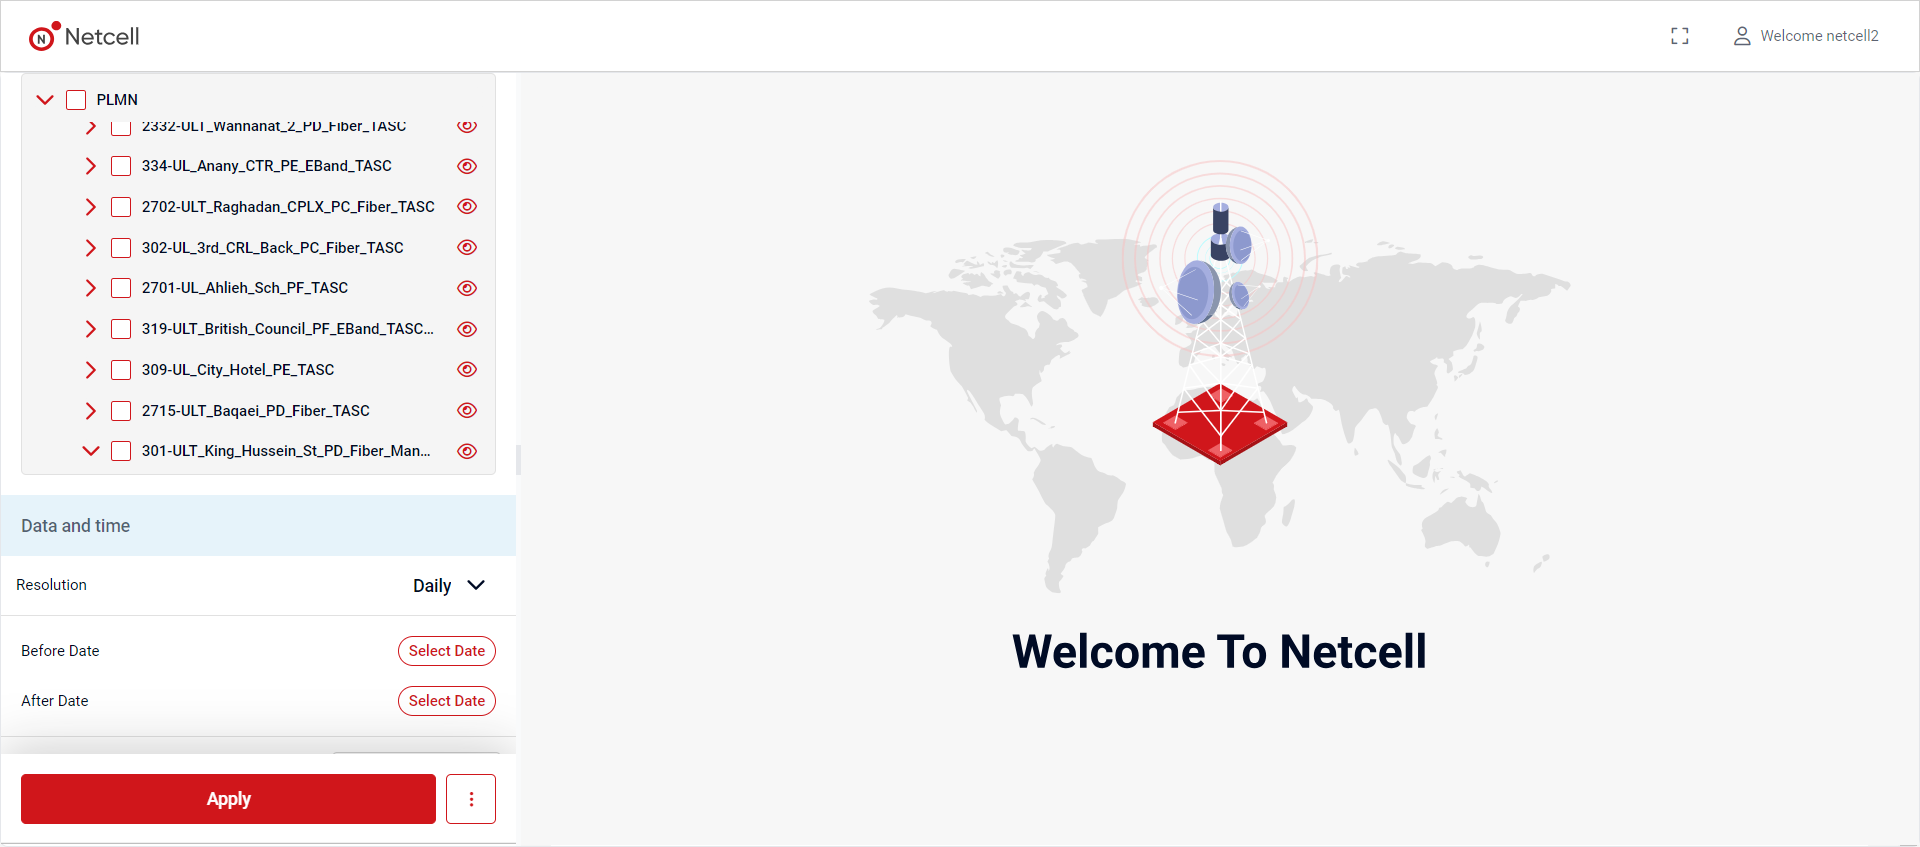 N Netcell
Welcome netcell2
PLMN
2332-ULT_Wannanat_2_PD_Fiber_TASC
334-UL_Anany_CTR_PE_EBand_TASC
2702-ULT_Raghadan_CPLX_PC_Fiber_TASC
302-UL_3rd_CRL_Back_PC_Fiber_TASC
2701-UL_Ahlieh_Sch_PF_TASC
319-ULT_British_Council_PF_EBand_TASC...
309-UL_City_Hotel_PE_TASC
2715-ULT_Baqaei_PD_Fiber_TASC
301-ULT_King_Hussein_St_PD_Fiber_Man...
Data and time
Resolution Daily
Before Date Select Date
After Date Select Date
Apply
Welcome To Netcell